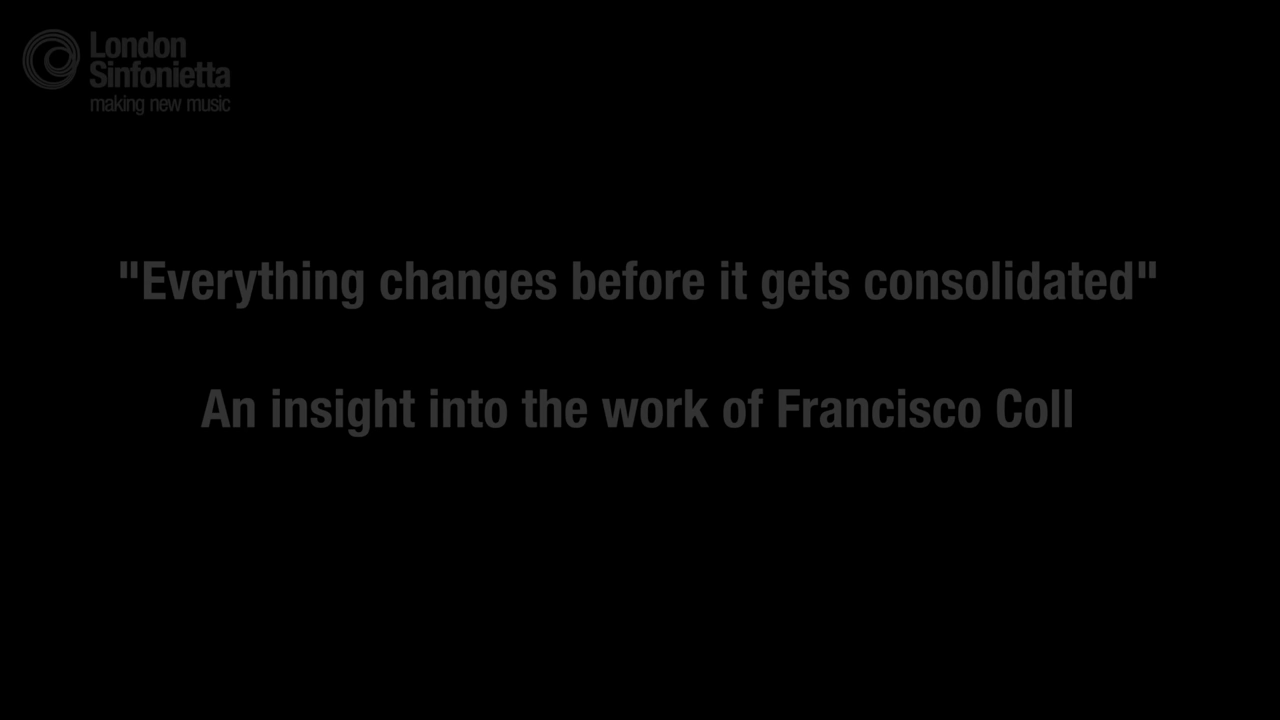 London
Sinfonietta
making new music
"Everything changes before it gets consolidated"
An insight into the work of Francisco Coll